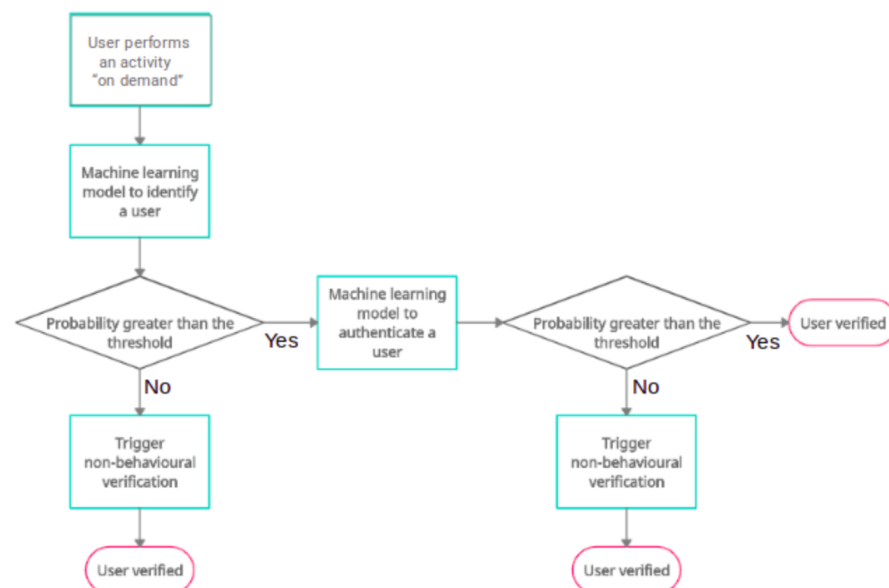 User performs
an activity
“on demand”
Machine learning
model to identify
a user
Probability greater than the
threshold
Yes
No
Machine learning
model to
authenticate a
user
Probability greater than the
threshold
Yes
No
User verified
Trigger
non-behavioural
verification
User verified
Trigger
non-behavioural
verification
User verified